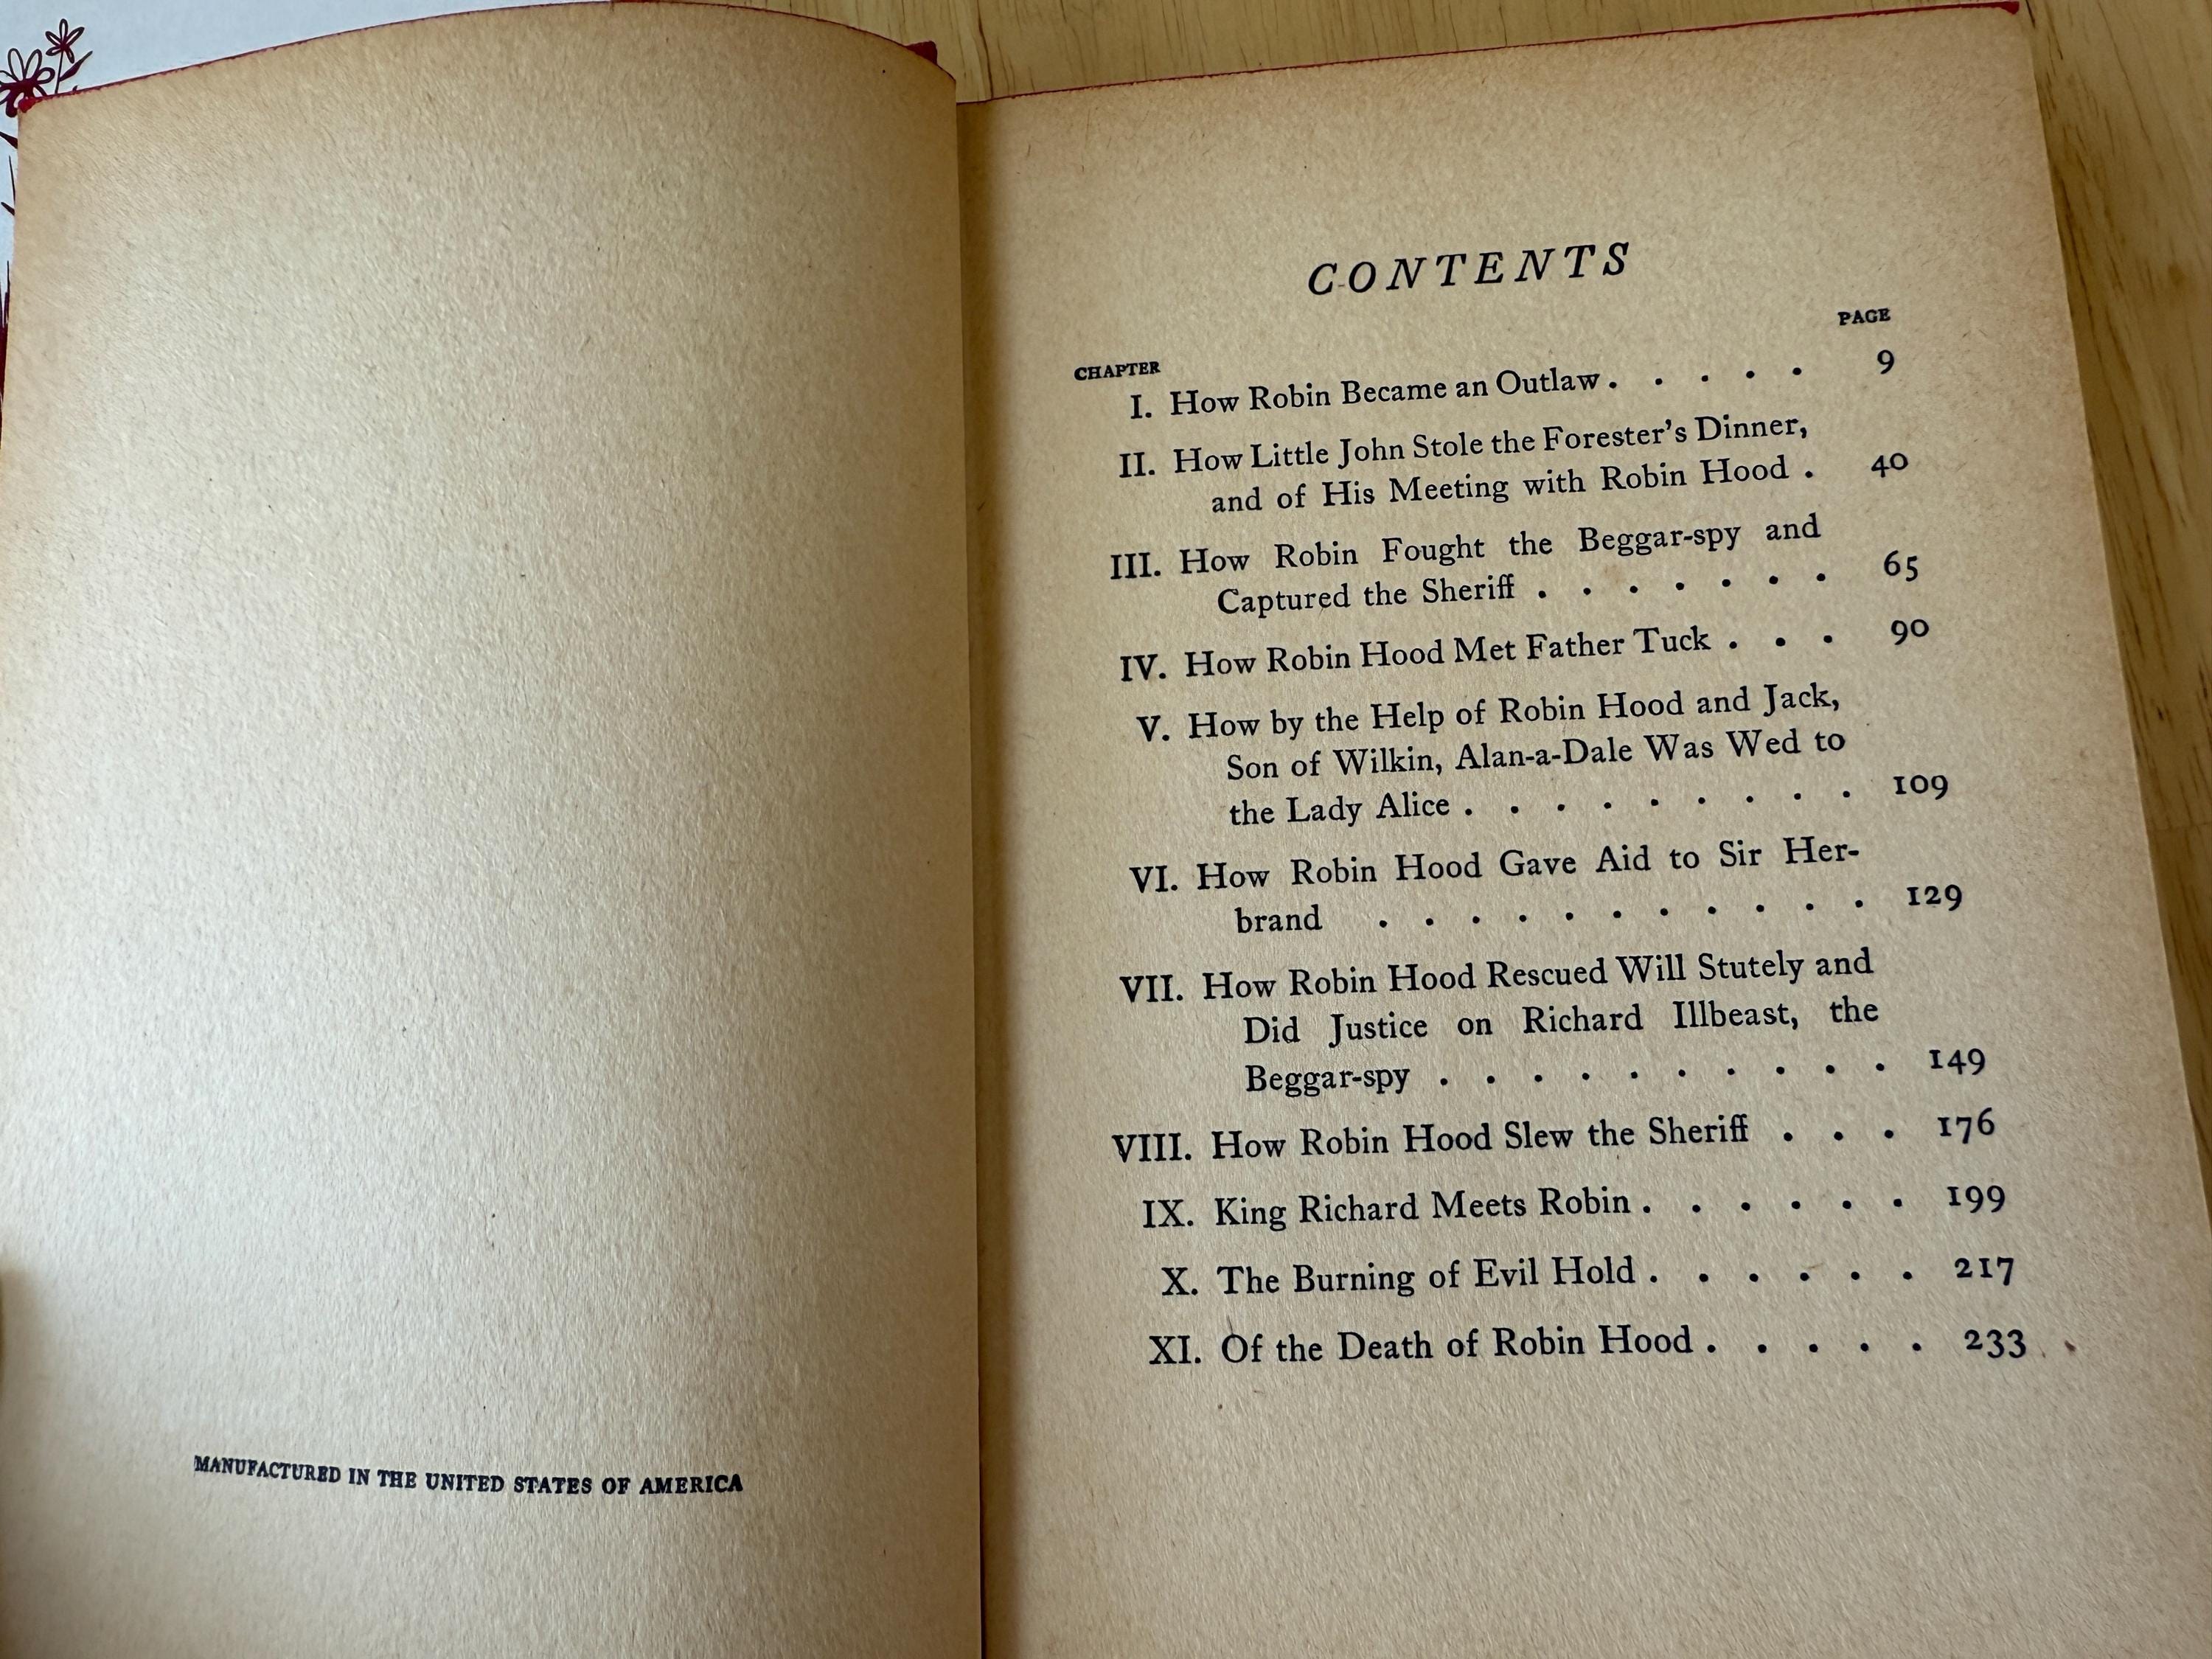 MANUFACTURED IN THE UNITED STATES OF AMERICA
CONTENTS
CHAPTER PAGE
I. How Robin Became an Outlaw . . . . . 9
II. How Little John Stole the Forester's Dinner,
and of His Meeting with Robin Hood . 40
III. How Robin Fought the Beggar-spy and
Captured the Sheriff . . . . . . . 65
IV. How Robin Hood Met Father Tuck . . . 90
V. How by the Help of Robin Hood and Jack,
Son of Wilkin, Alan-a-Dale Was Wed to
the Lady Alice . . . . . . . . . 109
VI. How Robin Hood Gave Aid to Sir Her-
brand . . . . . . . . . . . 129
VII. How Robin Hood Rescued Will Stutely and
Did Justice on Richard Illbeast, the
Beggar-spy . . . . . . . . . . 149
VIII. How Robin Hood Slew the Sheriff . . . 176
IX. King Richard Meets Robin . . . . . . 199
X. The Burning of Evil Hold . . . . . . 217
XI. Of the Death of Robin Hood . . . . . 233